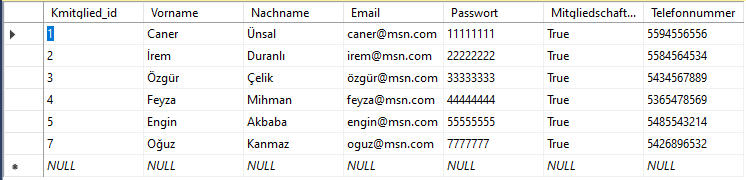 Kmitglied_id Vorname Nachname Email Passwort Mitgliedschaft... Telefonnummer
1 Caner Ünsal caner@msn.com 11111111 True 5594556556
2 İrem Duranlı irem@msn.com 22222222 True 5584564534
3 Özgür Çelik özgür@msn.com 33333333 True 5434567889
4 Feyza Mihman feyza@msn.com 44444444 True 5365478569
5 Engin Akbaba engin@msn.com 55555555 True 5485543214
7 Oğuz Kanmaz oguz@msn.com 7777777 True 5426896532
NULL NULL NULL NULL NULL NULL NULL